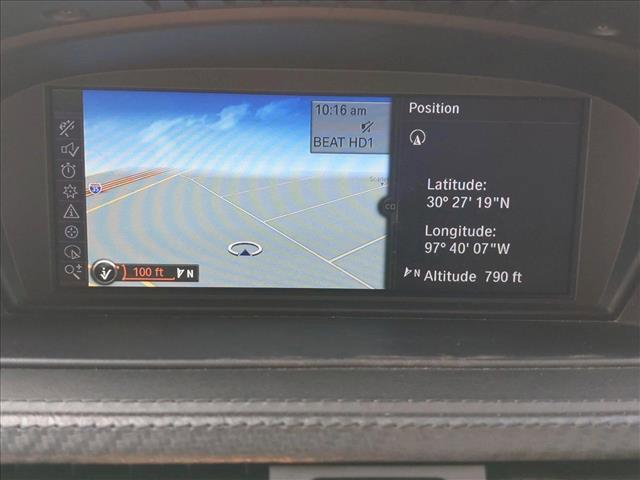 10:16 am
BEAT HD1
35
100 ft
N
Position
Latitude:
30° 27' 19"N
Longitude:
97° 40' 07"W
N Altitude 790 ft